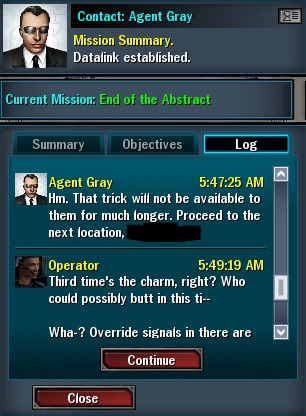 Contact: Agent Gray
Mission Summary.
Datalink established.
Current Mission: End of the Abstract
Summary
Objectives
Log
Agent Gray 5:47:25 AM
Hm. That trick will not be available to
them for much longer. Proceed to the
next location,
Operator 5:49:19 AM
Third time's the charm, right? Who
could possibly butt in this ti--
Wha-? Override signals in there are
Continue
Close